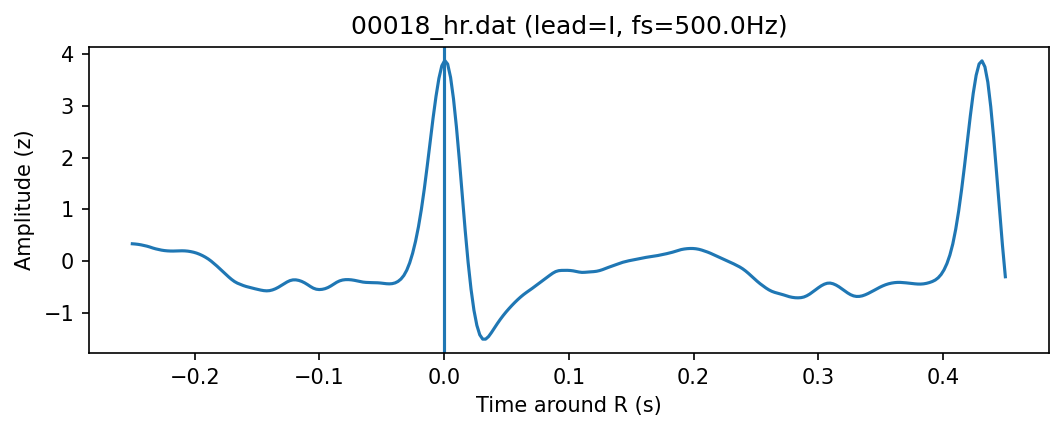 00018_hr.dat (lead=I, fs=500.0Hz)
Amplitude (z)
4
3
2
1
0
−1
−0.2 −0.1 0.0 0.1 0.2 0.3 0.4
Time around R (s)